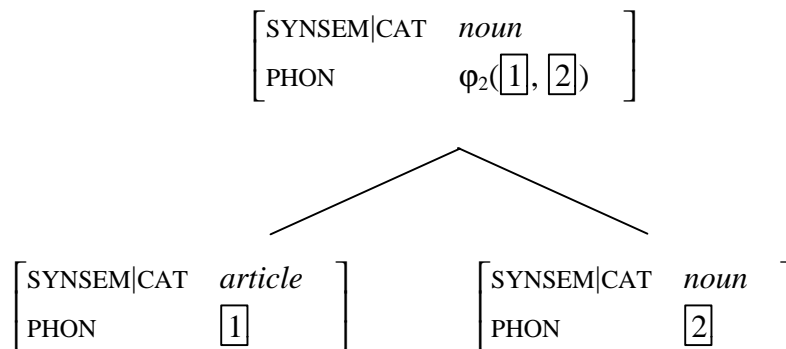 SYNSEM|CAT noun
PHON φ₂(1, 2)
SYNSEM|CAT article
PHON 1
SYNSEM|CAT noun
PHON 2